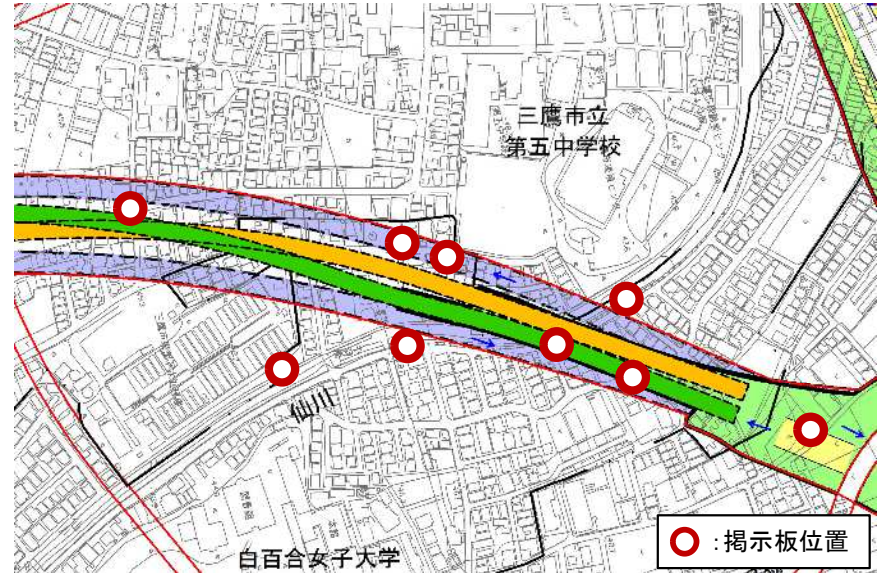 三鷹市立
第五中学校
仙川
白百合女子大学
：掲示板位置